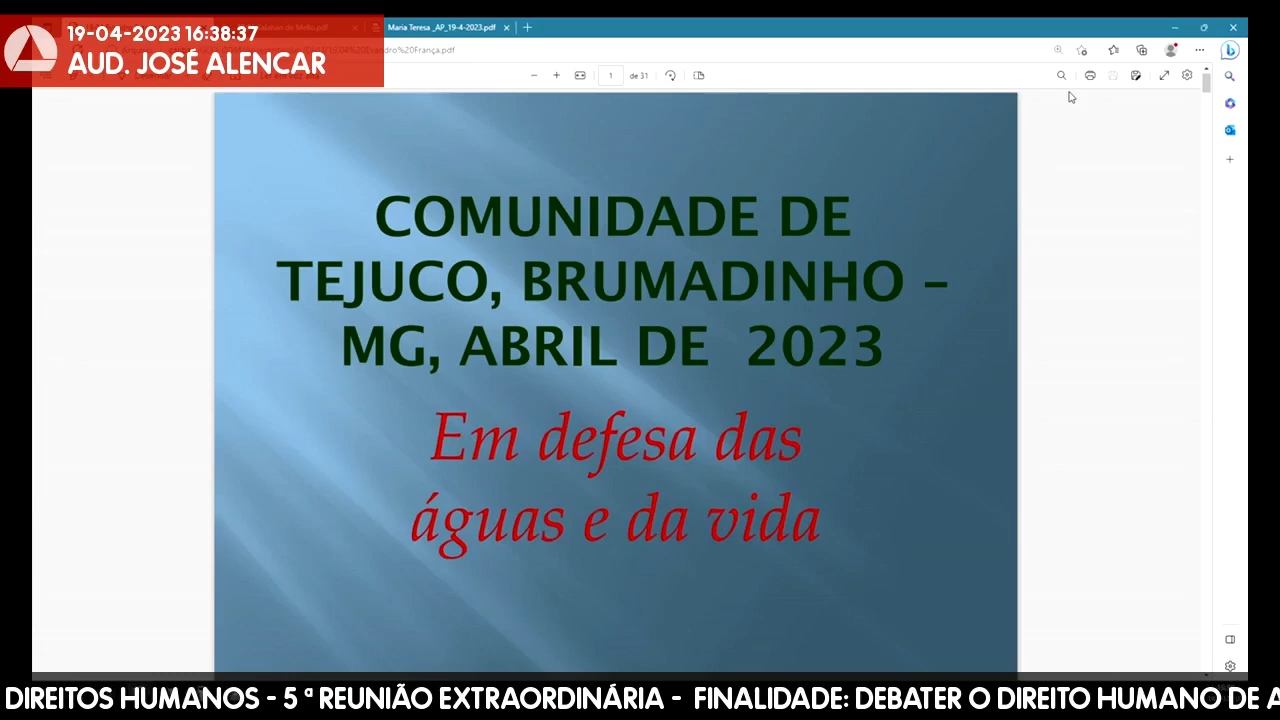 19-04-2023 16:38:37
AUD. JOSÉ ALENCAR
Maria Teresa _AP_19-4-2023.pdf
1 de 31
COMUNIDADE DE
TEJUCO, BRUMADINHO –
MG, ABRIL DE 2023
Em defesa das
águas e da vida
DIREITOS HUMANOS - 5 ª REUNIÃO EXTRAORDINÁRIA - FINALIDADE: DEBATER O DIREITO HUMANO DE A